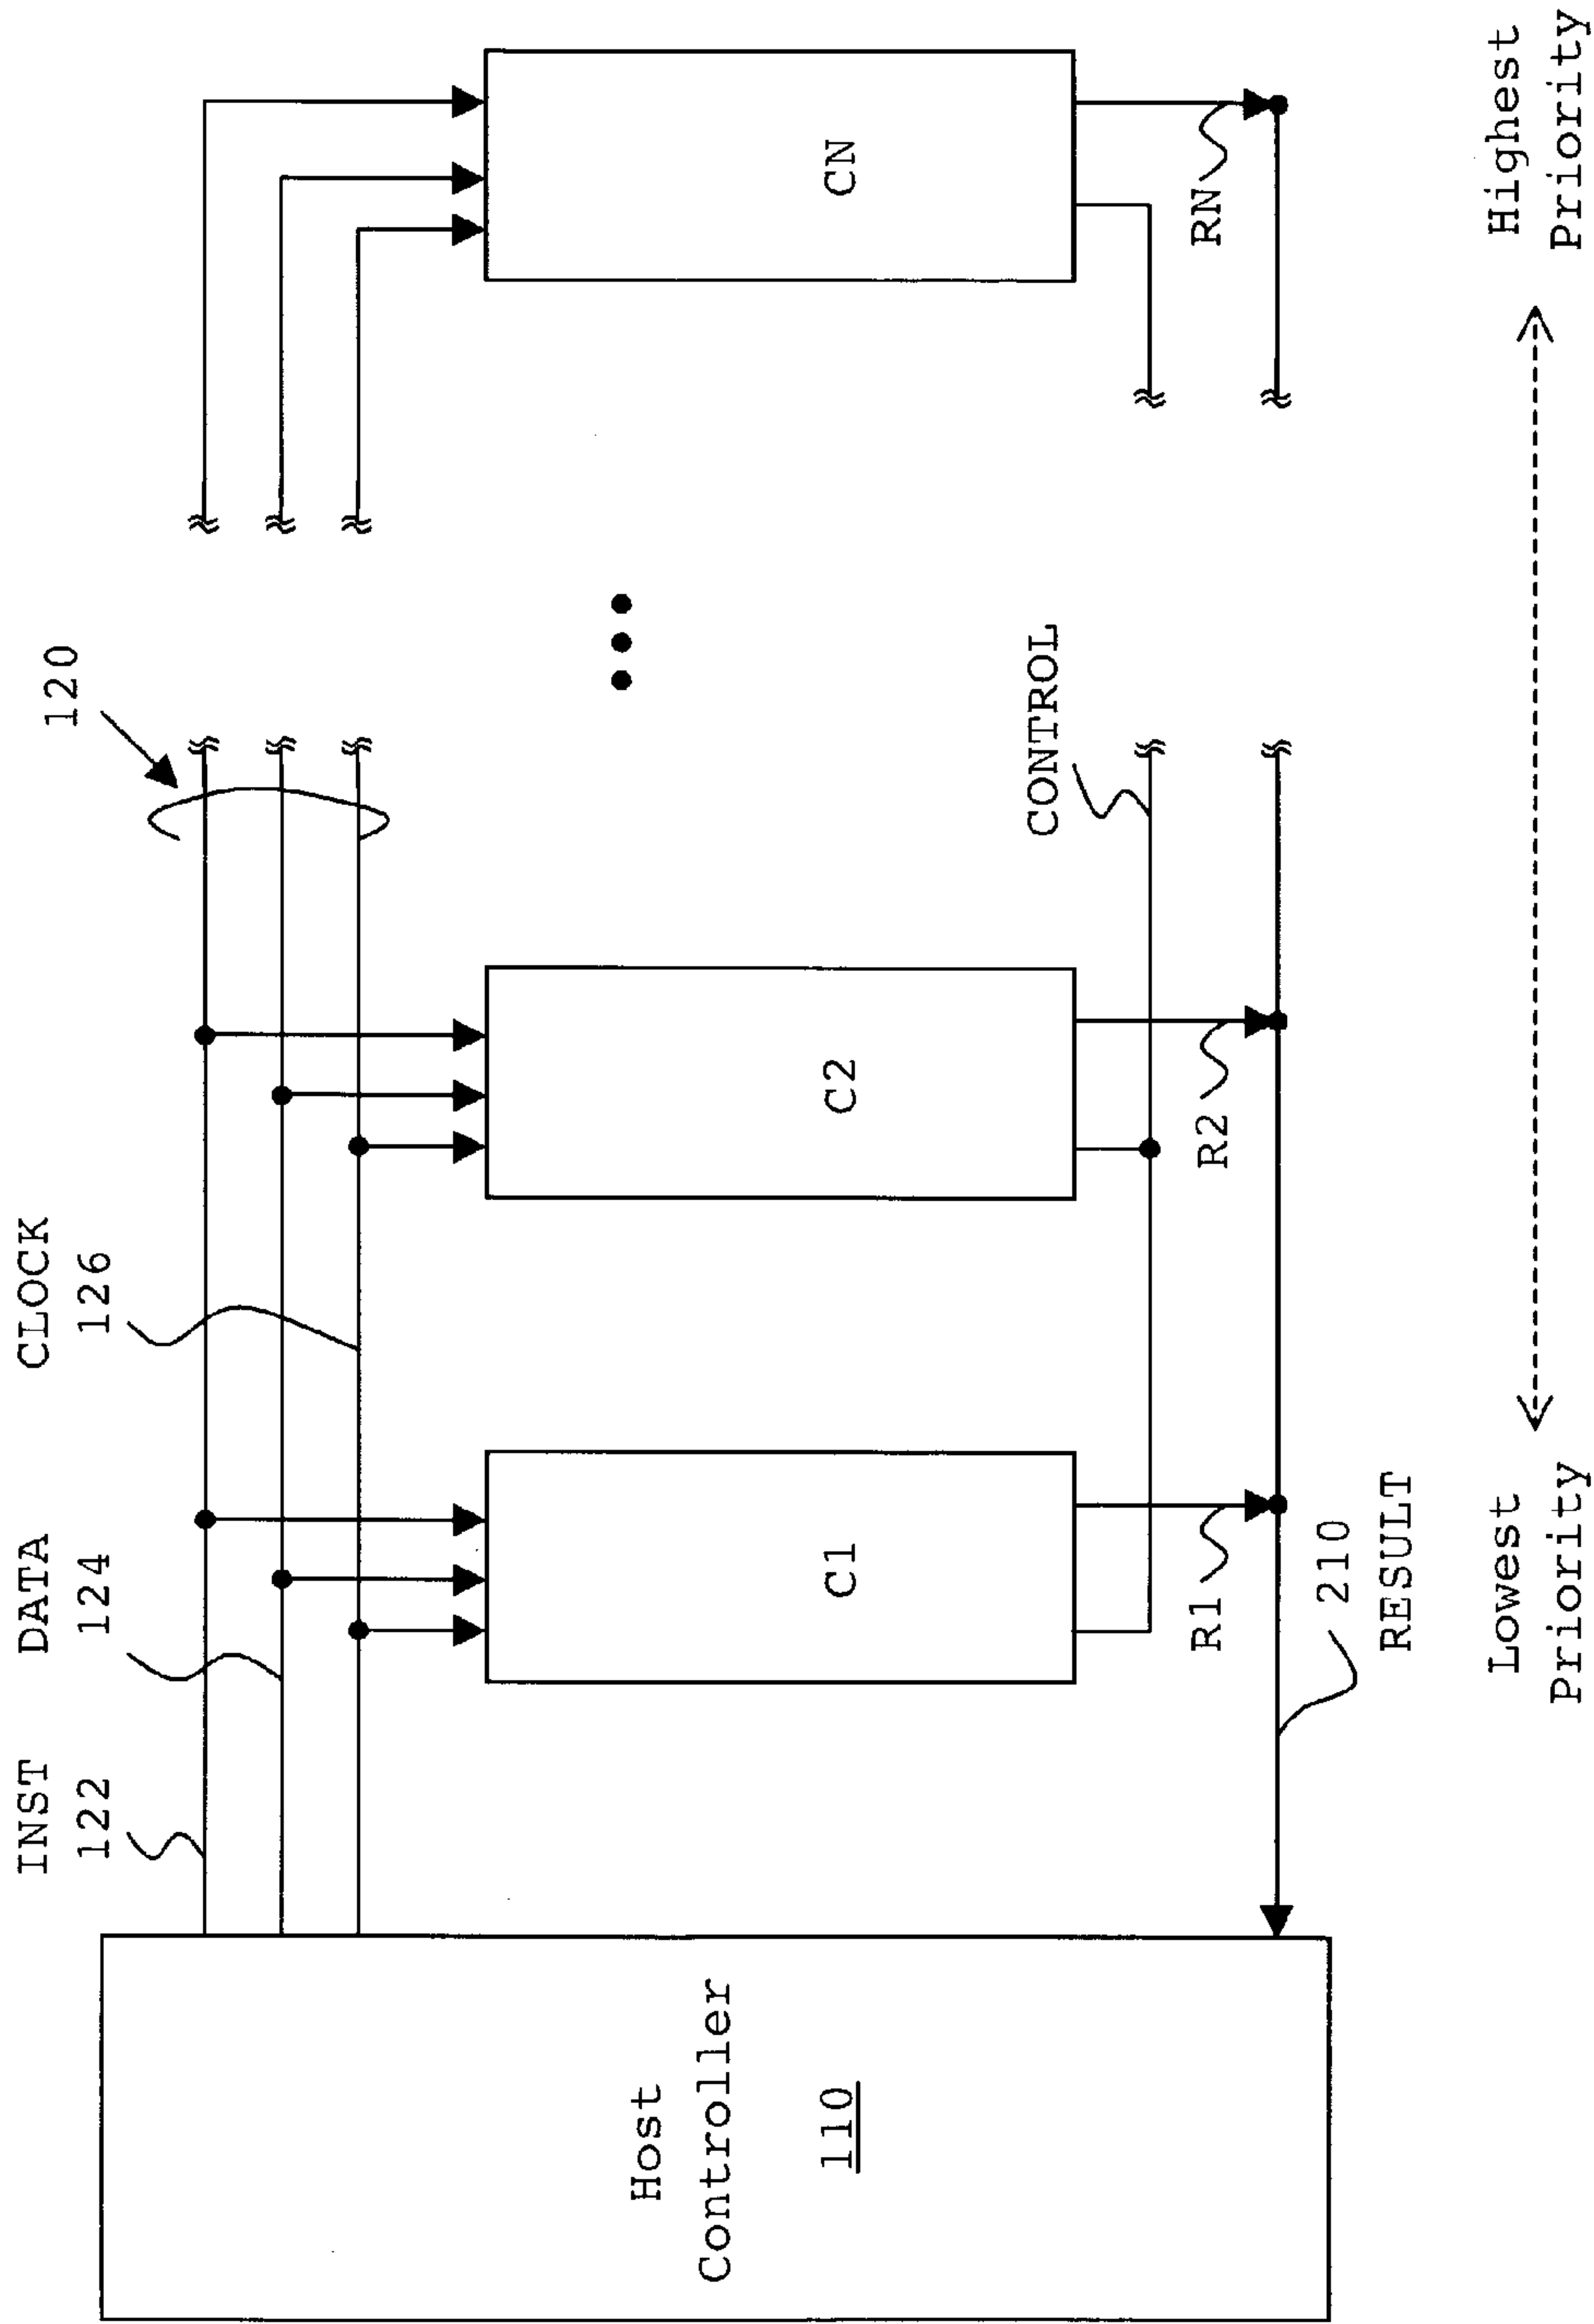 INST
122
DATA
124
CLOCK
126
120
Host
Controller
110
C1
C2
CN
CONTROL
R1
R2
RN
210
RESULT
Lowest
Priority
Highest
Priority